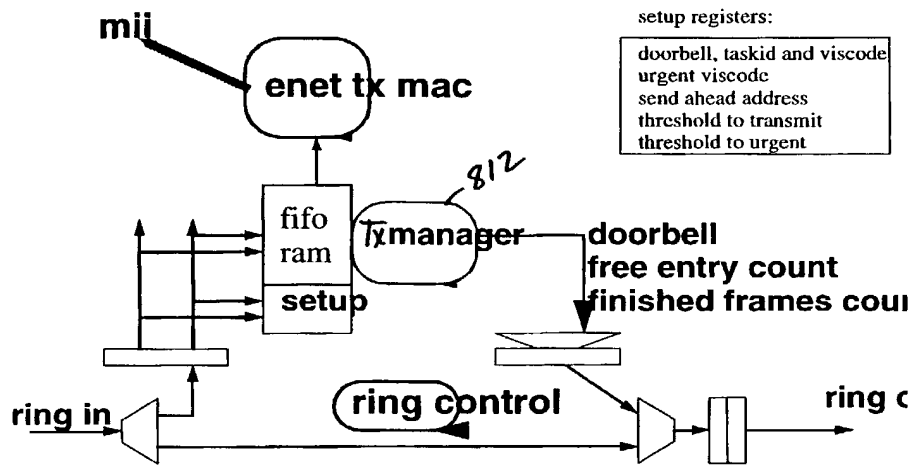 mii
enet tx mac
setup registers:
doorbell, taskid and viscode
urgent viscode
send ahead address
threshold to transmit
threshold to urgent
812
fifo
ram
setup
Txmanager
doorbell
free entry count
finished frames cou
ring in
ring control
ring